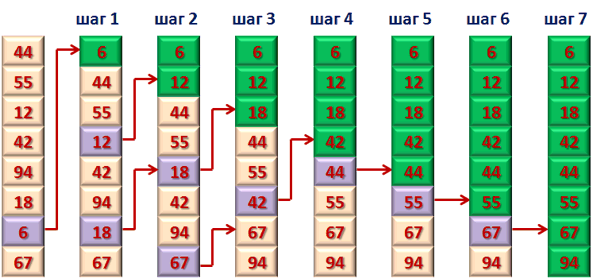 шаг 1 шаг 2 шаг 3 шаг 4 шаг 5 шаг 6 шаг 7
44 6 6 6 6 6 6 6
55 44 12 12 12 12 12 12
12 55 44 18 18 18 18 18
42 12 55 44 42 42 42 42
94 42 18 55 44 44 44 44
18 94 42 42 55 55 55 55
6 18 94 67 67 67 67 67
67 67 67 94 94 94 94 94